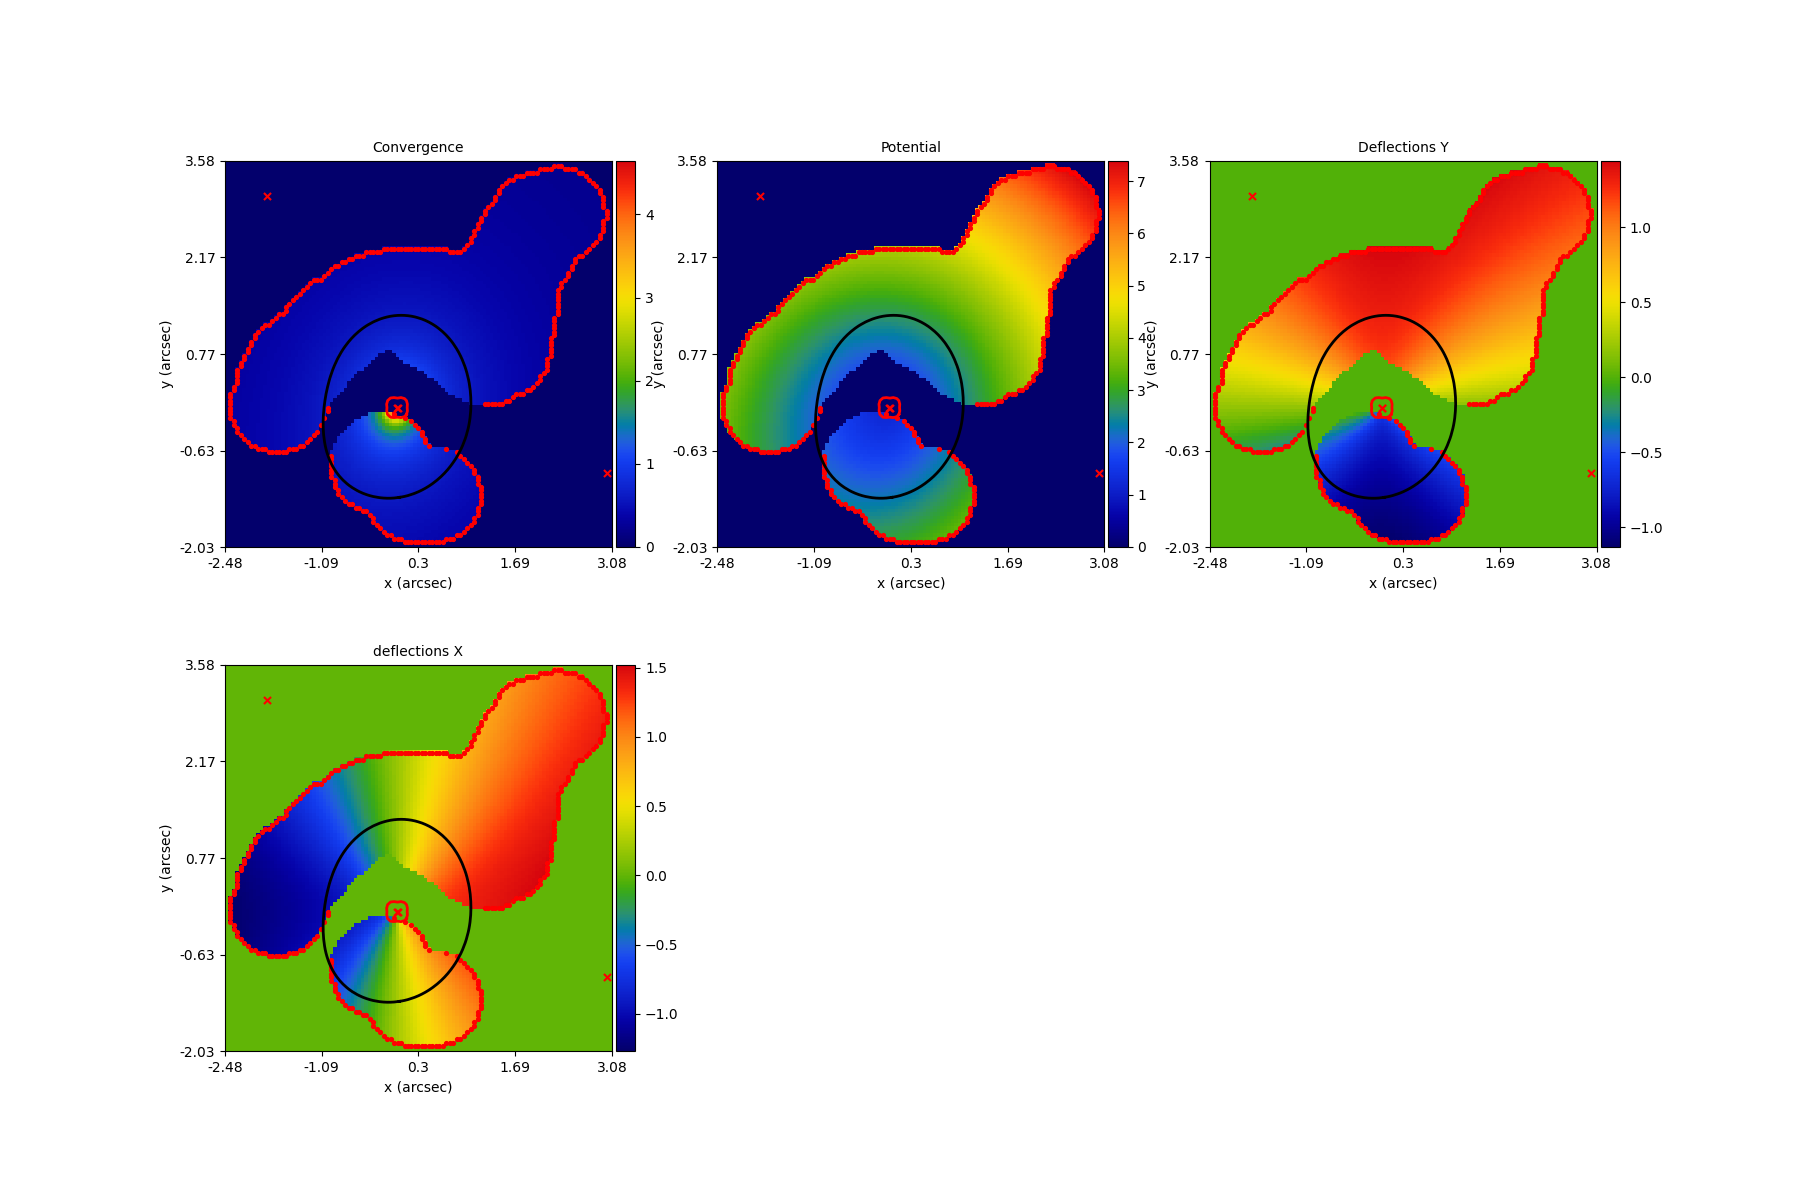 Convergence
3.58
2.17
0.77
-0.63
-2.03
y (arcsec)
-2.48 -1.09 0.3 1.69 3.08
x (arcsec)
4
3
2
1
0
Potential
3.58
2.17
0.77
-0.63
-2.03
y (arcsec)
-2.48 -1.09 0.3 1.69 3.08
x (arcsec)
7
6
5
4
3
2
1
0
Deflections Y
3.58
2.17
0.77
-0.63
-2.03
y (arcsec)
-2.48 -1.09 0.3 1.69 3.08
x (arcsec)
1.0
0.5
0.0
−0.5
−1.0
deflections X
3.58
2.17
0.77
-0.63
-2.03
y (arcsec)
-2.48 -1.09 0.3 1.69 3.08
x (arcsec)
1.5
1.0
0.5
0.0
−0.5
−1.0